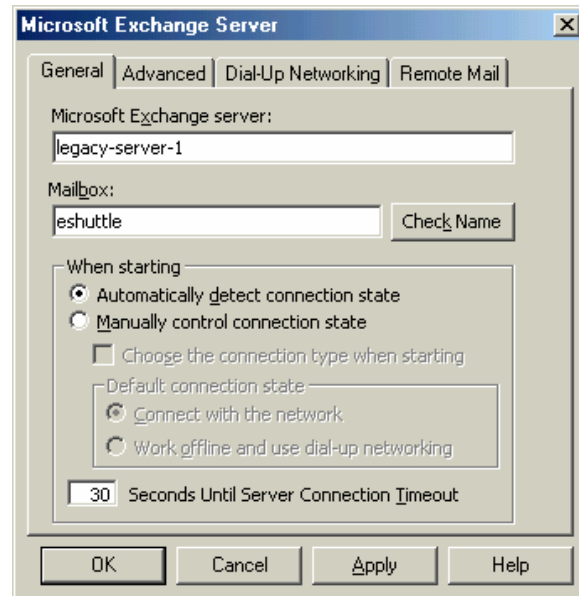 Microsoft Exchange Server
General Advanced Dial-Up Networking Remote Mail
Microsoft Exchange server:
legacy-server-1
Mailbox:
eshuttle Check Name
When starting
Automatically detect connection state
Manually control connection state
Choose the connection type when starting
Default connection state
Connect with the network
Work offline and use dial-up networking
30 Seconds Until Server Connection Timeout
OK Cancel Apply Help